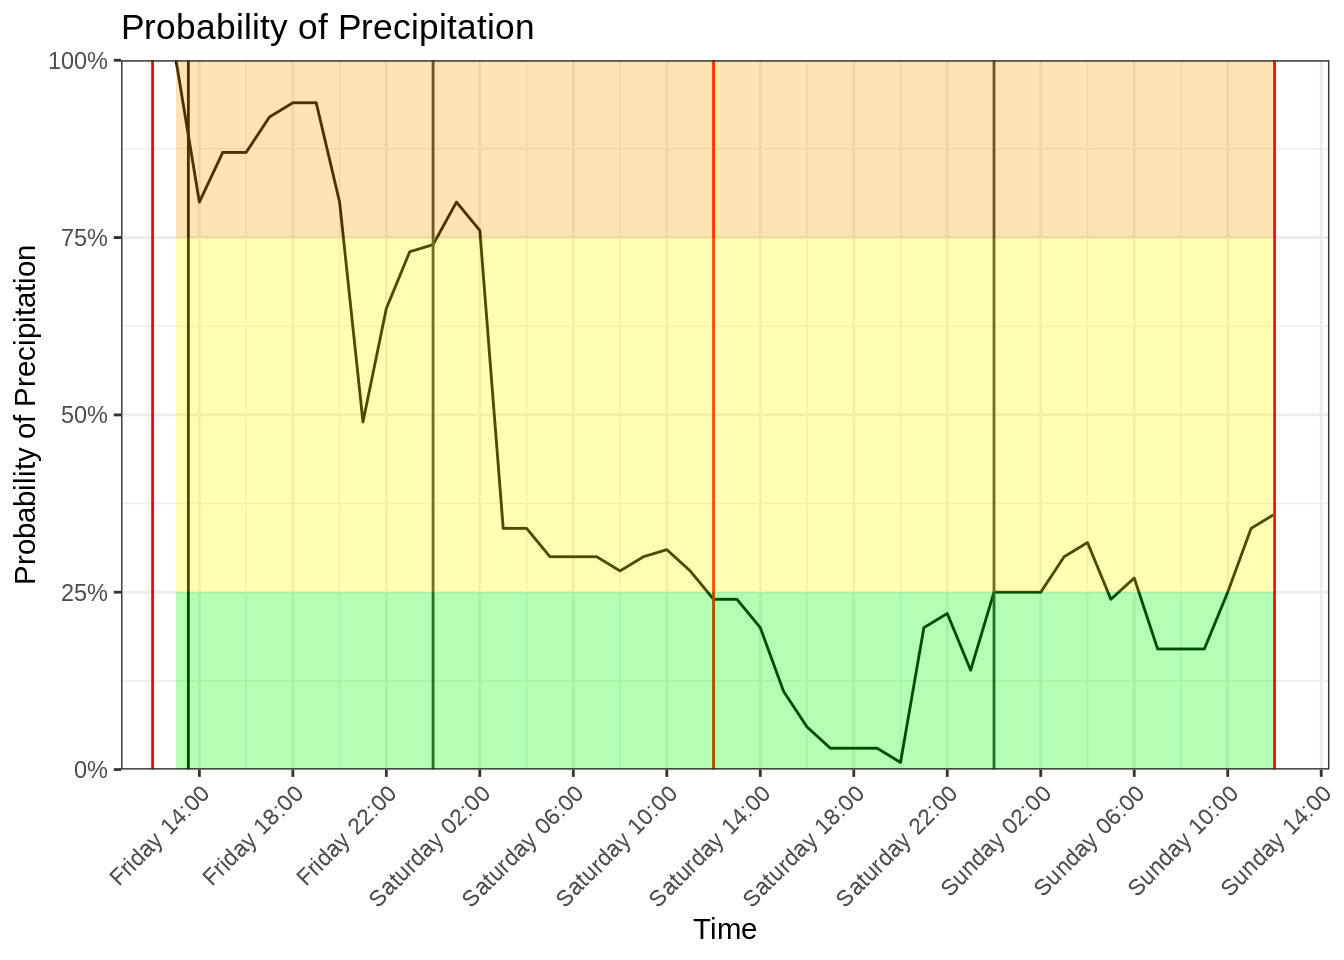 Probability of Precipitation
Probability of Precipitation
100%
75%
50%
25%
0%
Friday 14:00
Friday 18:00
Friday 22:00
Saturday 02:00
Saturday 06:00
Saturday 10:00
Saturday 14:00
Saturday 18:00
Saturday 22:00
Sunday 02:00
Sunday 06:00
Sunday 10:00
Sunday 14:00
Time